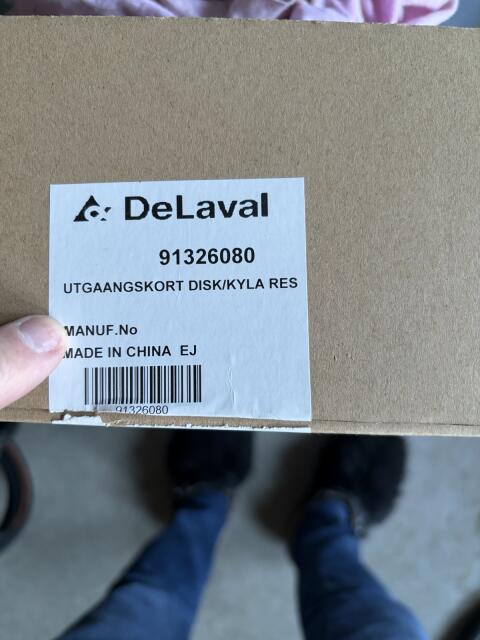 DeLaval
91326080
UTGAANGSKORT DISK/KYLA RES
MANUF.No
MADE IN CHINA EJ
91326080